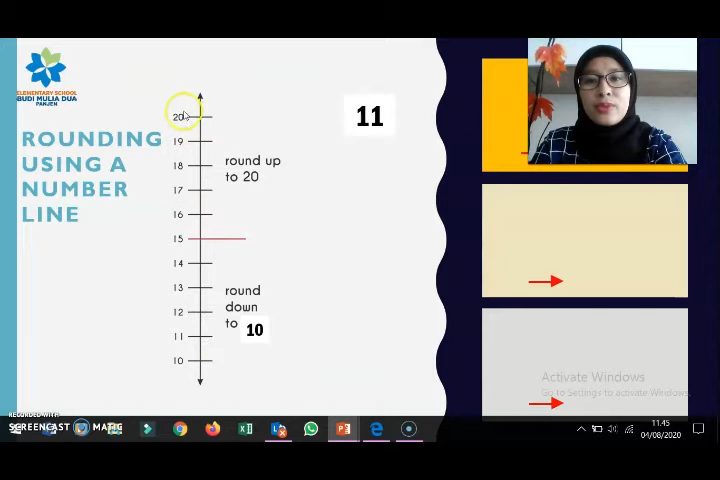 ELEMENTARY SCHOOL
BUDI MULIA DUA
PANJEN
ROUNDING
USING A
NUMBER
LINE
20
19
18
17
16
15
14
13
12
11
10
round up
to 20
round
down
to 10
11
Activate Windows
Go to Settings to activate Windows.
RECORDED WITH
SCREENCAST MATIC
11.45
04/08/2020